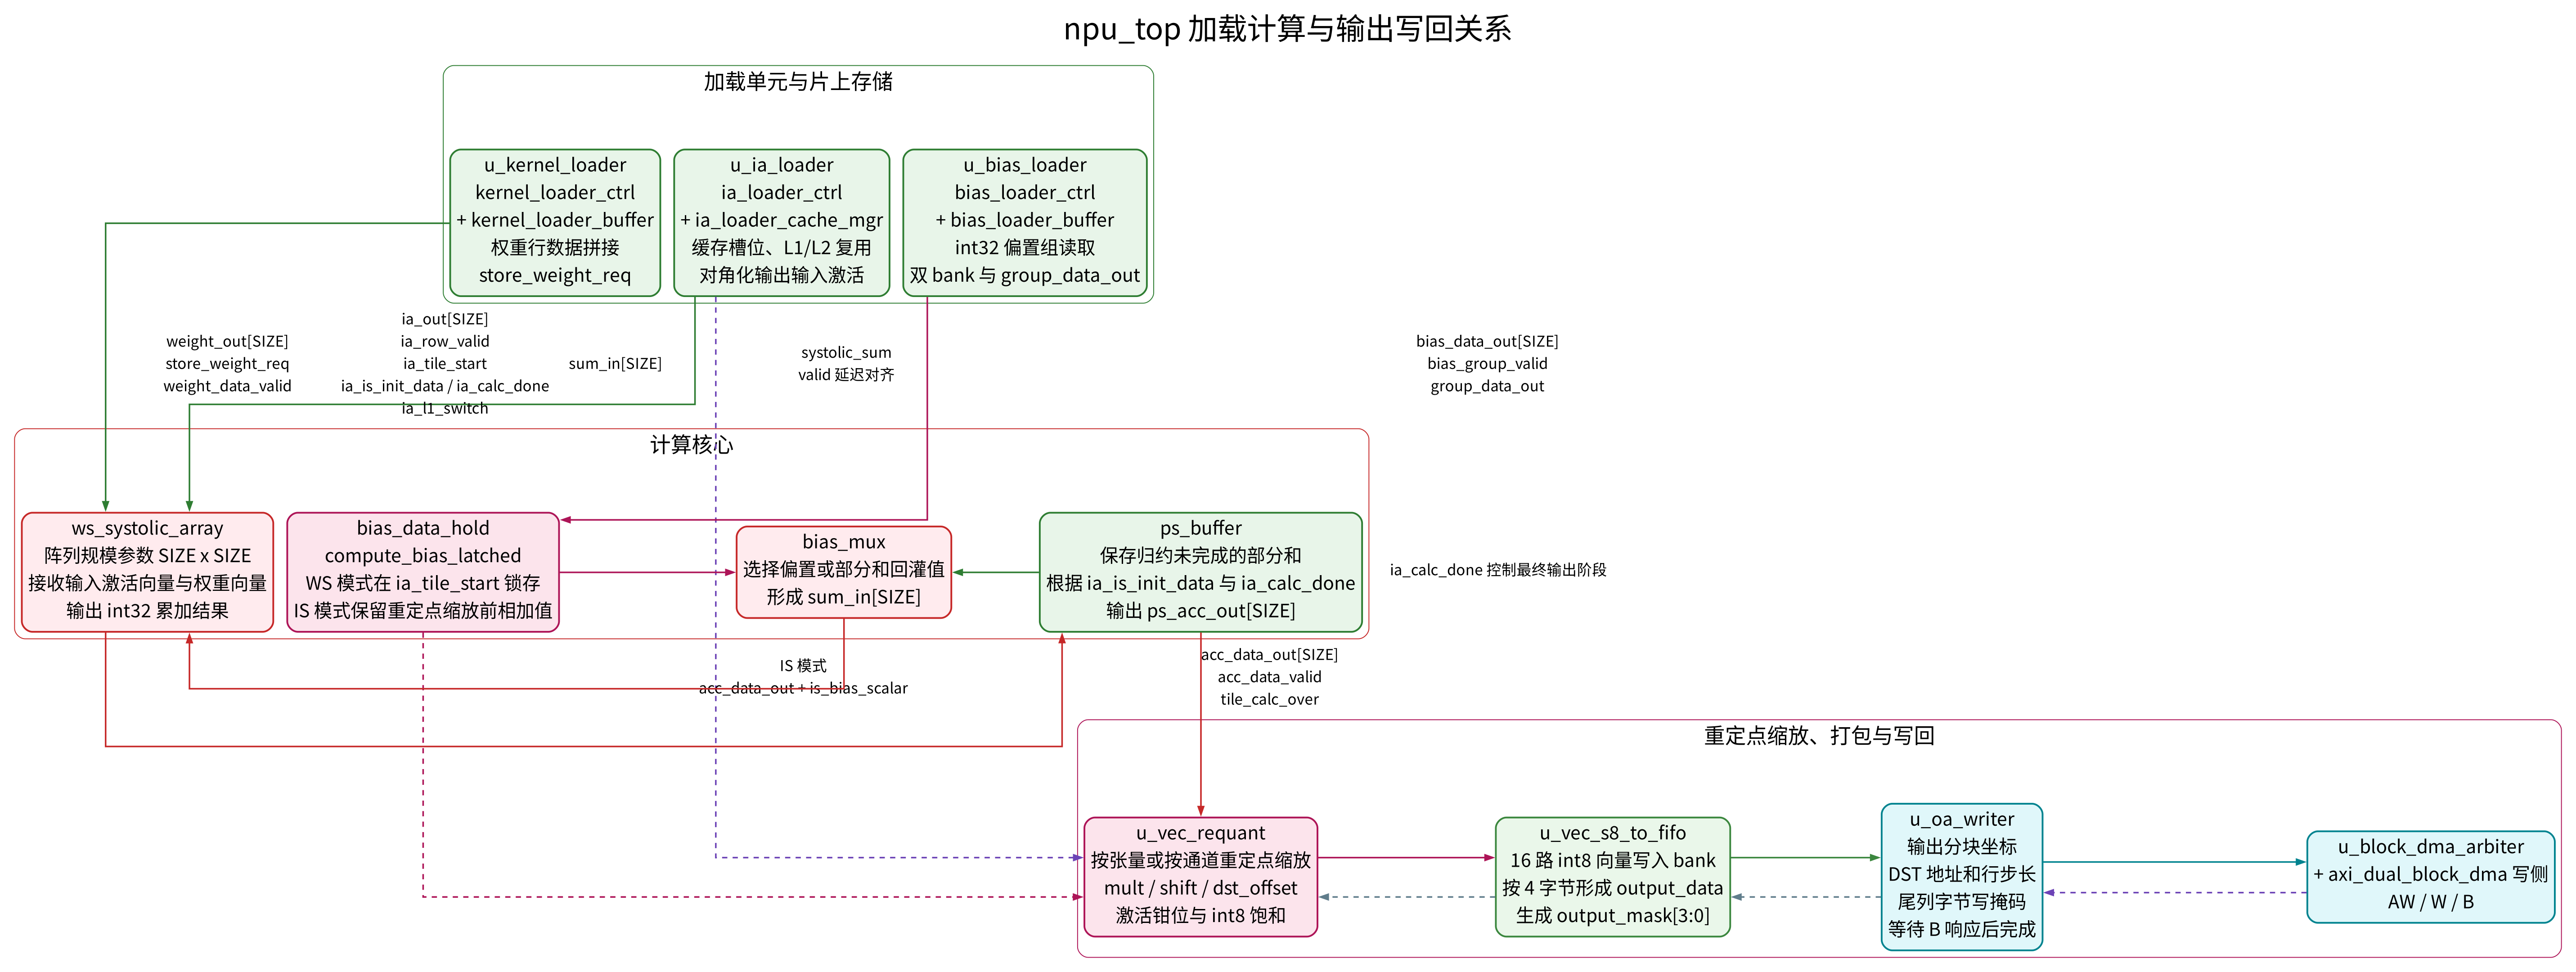 npu_top 加载计算与输出写回关系
加载单元与片上存储
u_kernel_loader
kernel_loader_ctrl
+ kernel_loader_buffer
权重行数据拼接
store_weight_req
u_ia_loader
ia_loader_ctrl
+ ia_loader_cache_mgr
缓存槽位、L1/L2 复用
对角化输出输入激活
u_bias_loader
bias_loader_ctrl
+ bias_loader_buffer
int32 偏置组读取
双 bank 与 group_data_out
weight_out[SIZE]
store_weight_req
weight_data_valid
ia_out[SIZE]
ia_row_valid
ia_tile_start
ia_is_init_data / ia_calc_done
ia_l1_switch
sum_in[SIZE]
systolic_sum
valid 延迟对齐
bias_data_out[SIZE]
bias_group_valid
group_data_out
计算核心
ws_systolic_array
阵列规模参数 SIZE x SIZE
接收输入激活向量与权重向量
输出 int32 累加结果
bias_data_hold
compute_bias_latched
WS 模式在 ia_tile_start 锁存
IS 模式保留重定点缩放前相加值
bias_mux
选择偏置或部分和回灌值
形成 sum_in[SIZE]
ps_buffer
保存归约未完成的部分和
根据 ia_is_init_data 与 ia_calc_done
输出 ps_acc_out[SIZE]
ia_calc_done 控制最终输出阶段
IS 模式
acc_data_out + is_bias_scalar
acc_data_out[SIZE]
acc_data_valid
tile_calc_over
重定点缩放、打包与写回
u_vec_requant
按张量或按通道重定点缩放
mult / shift / dst_offset
激活钳位与 int8 饱和
u_vec_s8_to_fifo
16 路 int8 向量写入 bank
按 4 字节形成 output_data
生成 output_mask[3:0]
u_oa_writer
输出分块坐标
DST 地址和行步长
尾列字节写掩码
等待 B 响应后完成
u_block_dma_arbiter
+ axi_dual_block_dma 写侧
AW / W / B